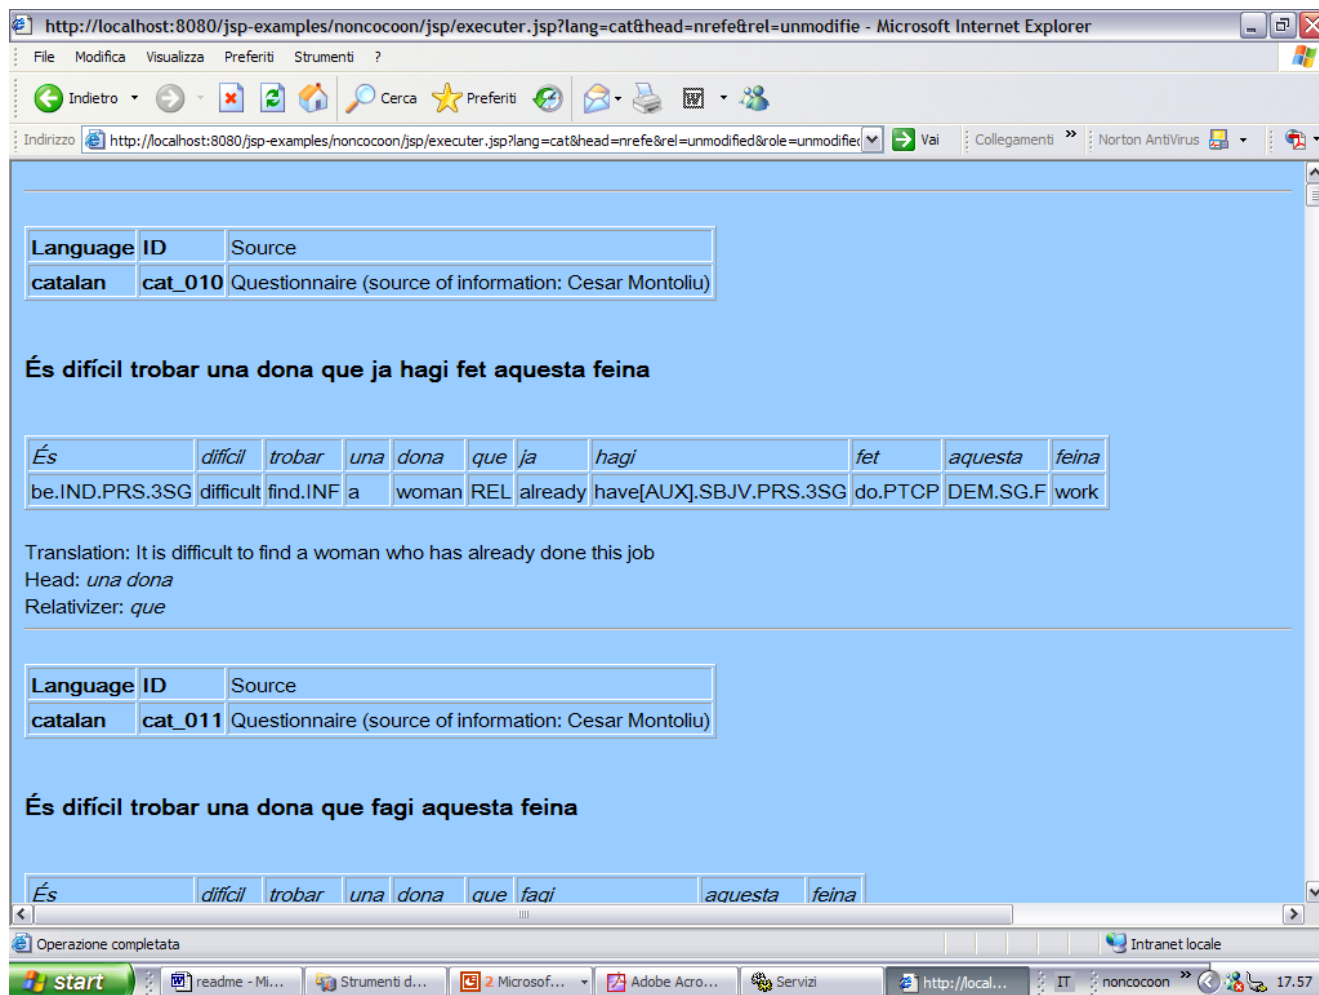 http://localhost:8080/jsp-examples/noncocoon/jsp/executer.jsp?lang=cat&head=nrefe&rel=unmodifie - Microsoft Internet Explorer
File Modifica Visualizza Preferiti Strumenti ?
Indietro Cerca Preferiti
Indirizzo http://localhost:8080/jsp-examples/noncocoon/jsp/executer.jsp?lang=cat&head=nrefe&rel=unmodified&role=unmodified Vai Collegamenti » Norton AntiVirus
Language ID Source
catalan cat_010 Questionnaire (source of information: Cesar Montoliu)
És difícil trobar una dona que ja hagi fet aquesta feina
És difícil trobar una dona que ja hagi fet aquesta feina
be.IND.PRS.3SG difficult find.INF a woman REL already have[AUX].SBJV.PRS.3SG do.PTCP DEM.SG.F work
Translation: It is difficult to find a woman who has already done this job
Head: una dona
Relativizer: que
Language ID Source
catalan cat_011 Questionnaire (source of information: Cesar Montoliu)
És difícil trobar una dona que fagi aquesta feina
És difícil trobar una dona que fagi aquesta feina
Operazione completata Intranet locale
start readme - Mi... Strumenti d... 2 Microsof... Adobe Acro... Servizi http://local... IT noncocoon » 17.57